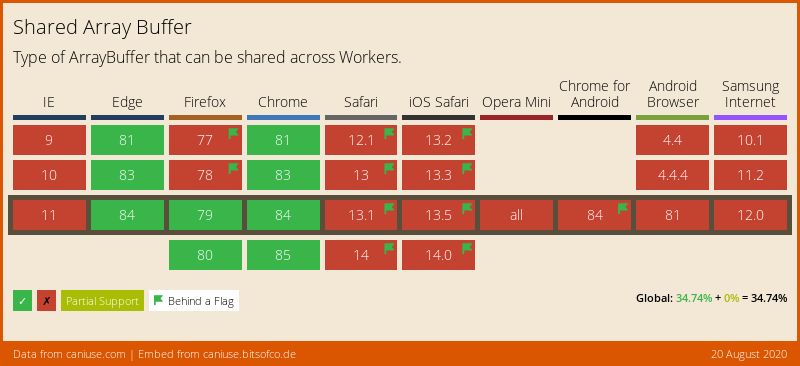 Shared Array Buffer
Type of ArrayBuffer that can be shared across Workers.
IE Edge Firefox Chrome Safari iOS Safari Opera Mini Chrome for Android Android Browser Samsung Internet
9 81 77 81 12.1 13.2 4.4 10.1
10 83 78 83 13 13.3 4.4.4 11.2
11 84 79 84 13.1 13.5 all 84 81 12.0
80 85 14 14.0
✓ ✗ Partial Support Behind a Flag Global: 34.74% + 0% = 34.74%
Data from caniuse.com | Embed from caniuse.bitsofco.de 20 August 2020